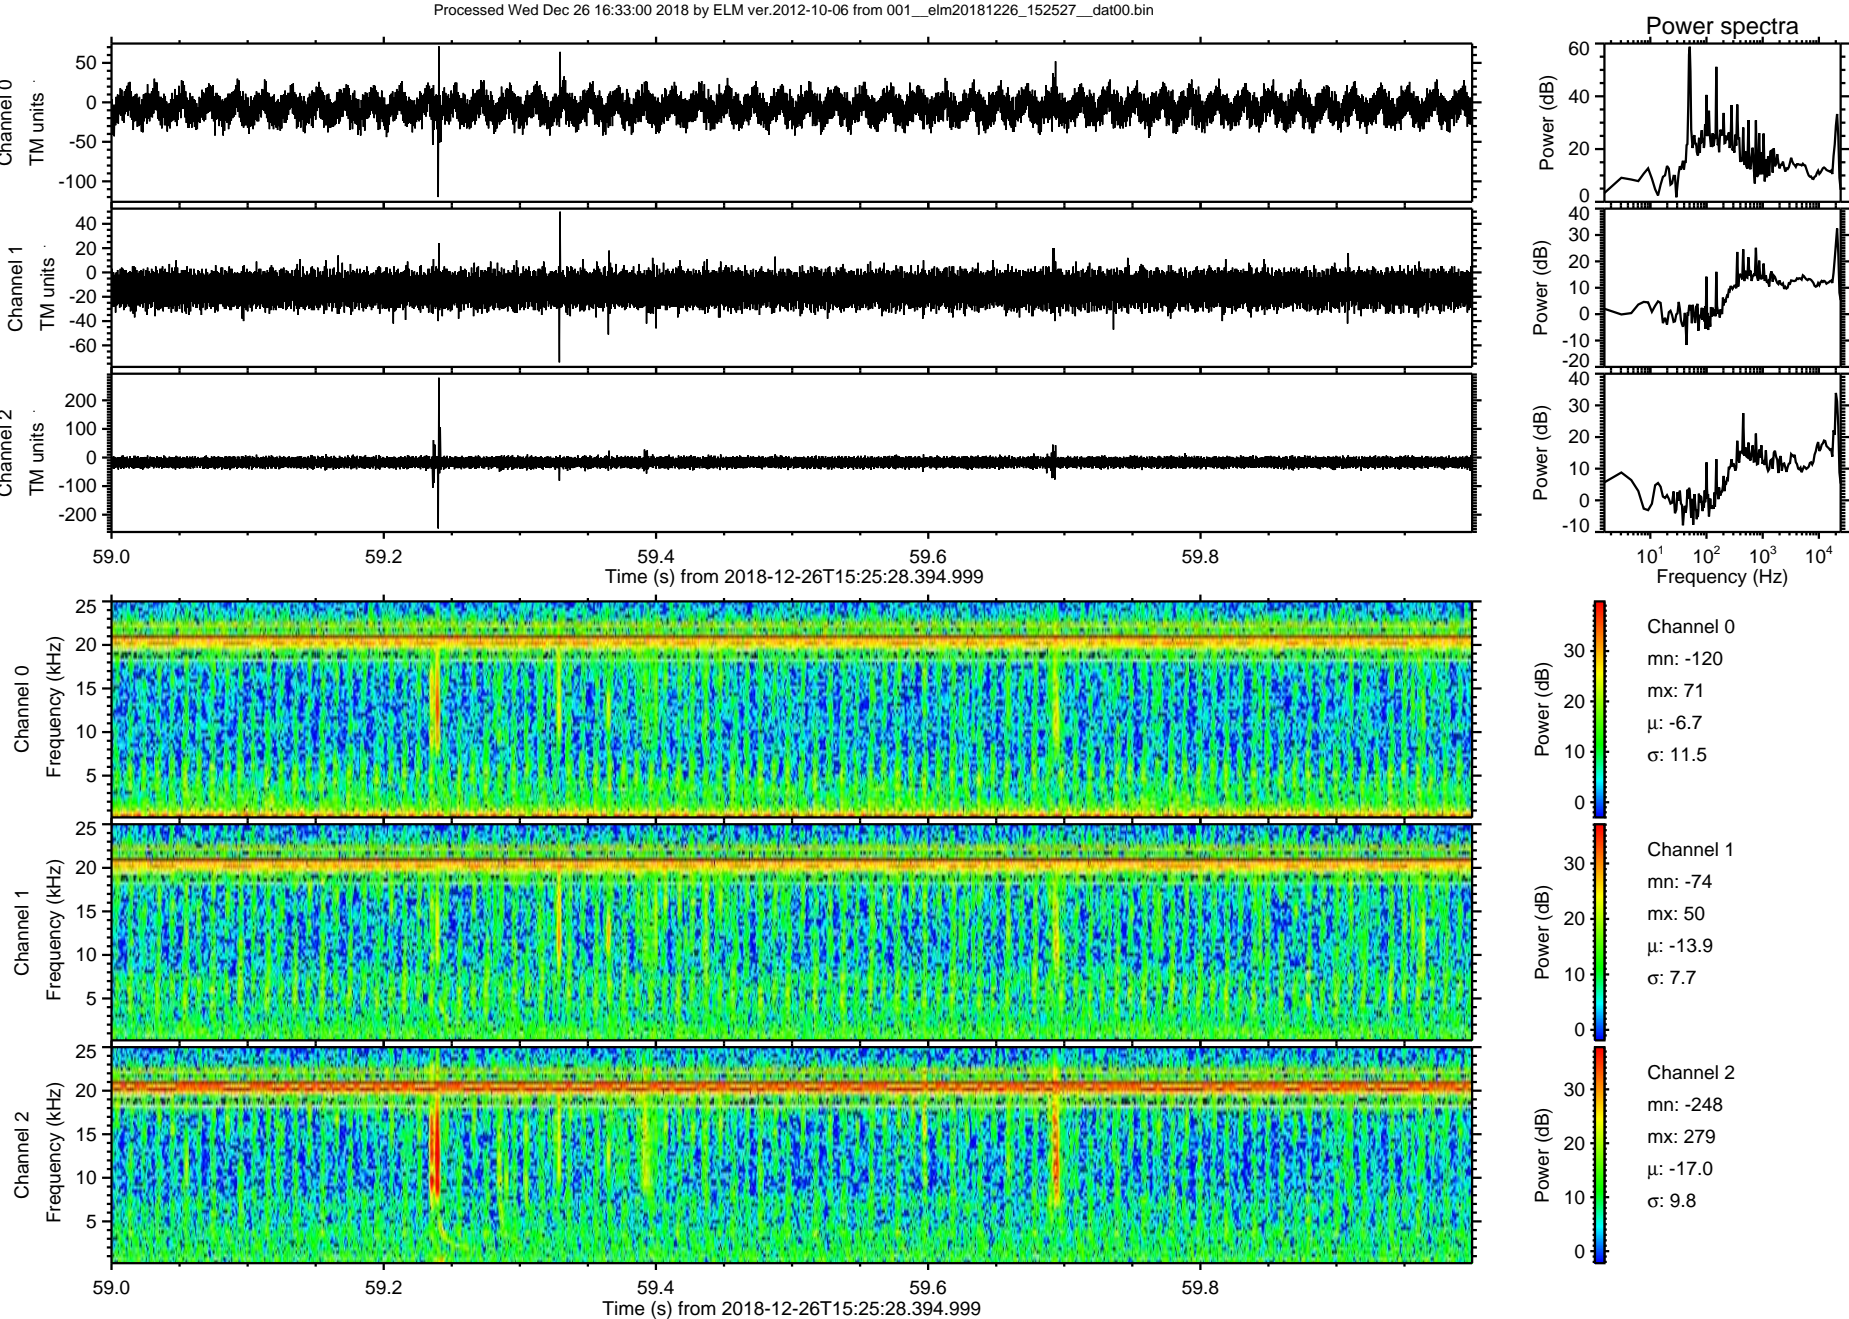 Processed Wed Dec 26 16:33:00 2018 by ELM ver.2012-10-06 from 001__elm20181226_152527__dat00.bin
Power spectra
Channel 0
TM units
50
0
-50
-100
Power (dB)
60
40
20
0
Channel 1
TM units
40
20
0
-20
-40
-60
Power (dB)
40
30
20
10
0
-10
-20
Channel 2
TM units
200
100
0
-100
-200
Power (dB)
40
30
20
10
0
-10
59.0 59.2 59.4 59.6 59.8
Time (s) from 2018-12-26T15:25:28.394.999
10^1 10^2 10^3 10^4
Frequency (Hz)
Channel 0
Frequency (kHz)
25
20
15
10
5
Power (dB)
30
20
10
0
Channel 0
mn: -120
mx: 71
µ: -6.7
σ: 11.5
Channel 1
Frequency (kHz)
25
20
15
10
5
Power (dB)
30
20
10
0
Channel 1
mn: -74
mx: 50
µ: -13.9
σ: 7.7
Channel 2
Frequency (kHz)
25
20
15
10
5
Power (dB)
30
20
10
0
Channel 2
mn: -248
mx: 279
µ: -17.0
σ: 9.8
59.0 59.2 59.4 59.6 59.8
Time (s) from 2018-12-26T15:25:28.394.999